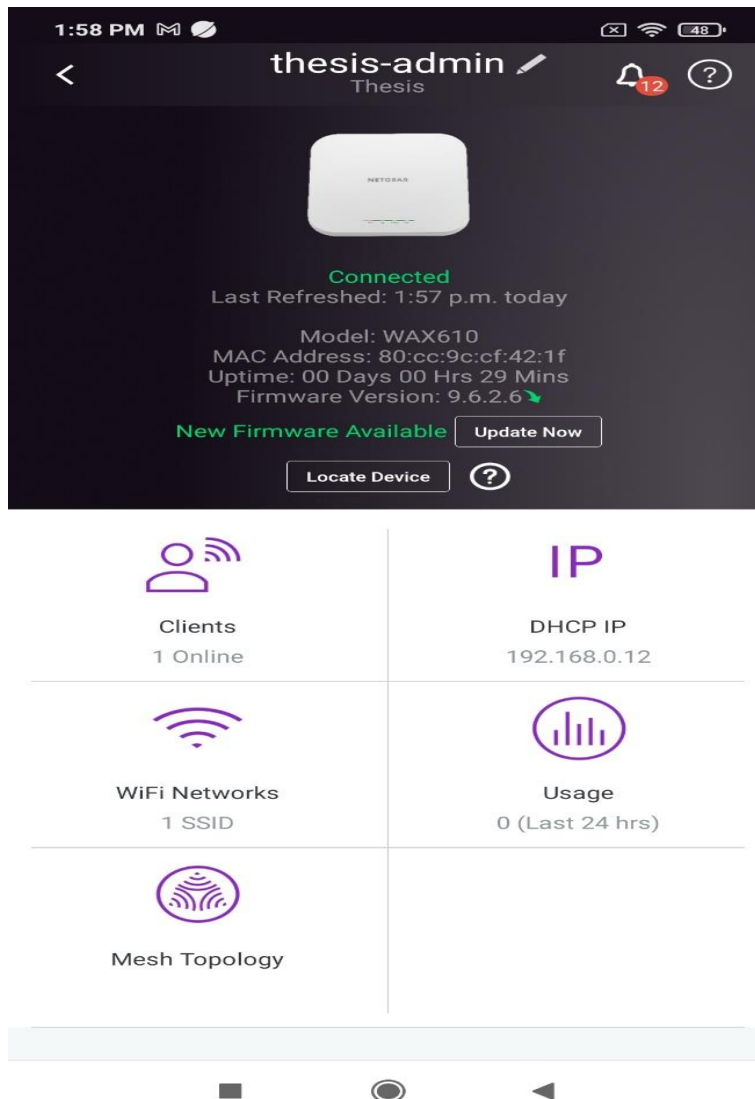 1:58 PM
48
thesis-admin
Thesis
12
?
NETGEAR
Connected
Last Refreshed: 1:57 p.m. today
Model: WAX610
MAC Address: 80:cc:9c:cf:42:1f
Uptime: 00 Days 00 Hrs 29 Mins
Firmware Version: 9.6.2.6
New Firmware Available Update Now
Locate Device ?
IP
Clients DHCP IP
1 Online 192.168.0.12
WiFi Networks Usage
1 SSID 0 (Last 24 hrs)
Mesh Topology